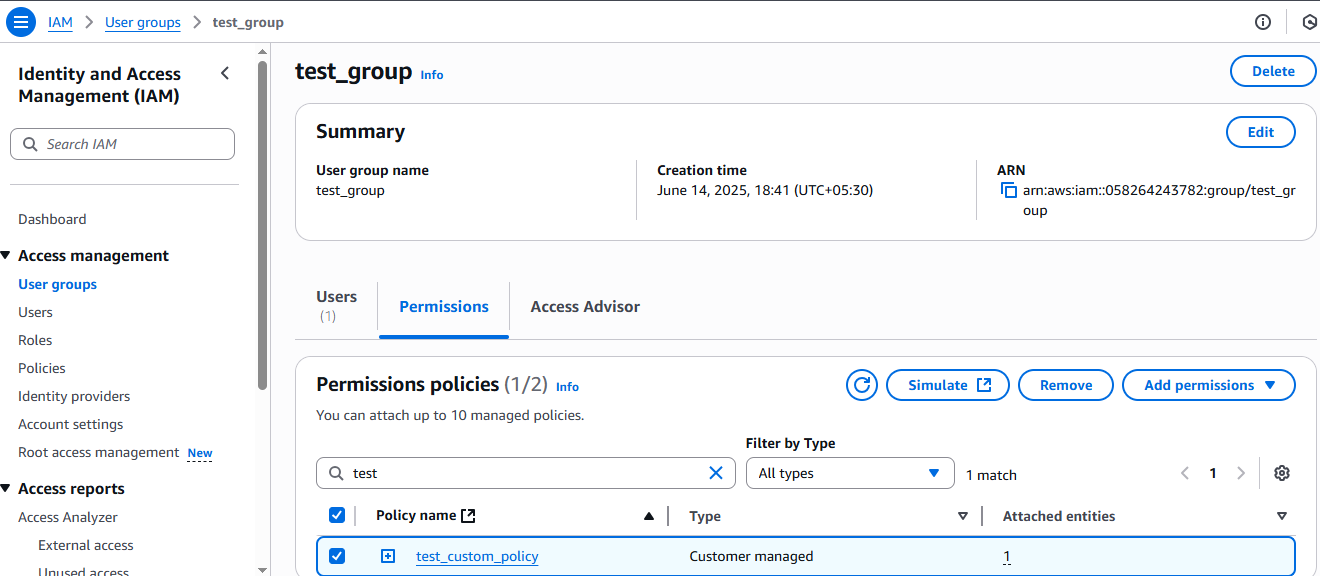 IAM > User groups > test_group
Identity and Access
Management (IAM)
Search IAM
Dashboard
Access management
User groups
Users
Roles
Policies
Identity providers
Account settings
Root access management New
Access reports
Access Analyzer
External access
Unused access
test_group Info
Delete
Summary
Edit
User group name
test_group
Creation time
June 14, 2025, 18:41 (UTC+05:30)
ARN
arn:aws:iam::058264243782:group/test_gr
oup
Users
(1)
Permissions
Access Advisor
Permissions policies (1/2) Info
Simulate
Remove
Add permissions
You can attach up to 10 managed policies.
Filter by Type
test
All types
1 match
1
Policy name
Type
Attached entities
test_custom_policy
Customer managed
1